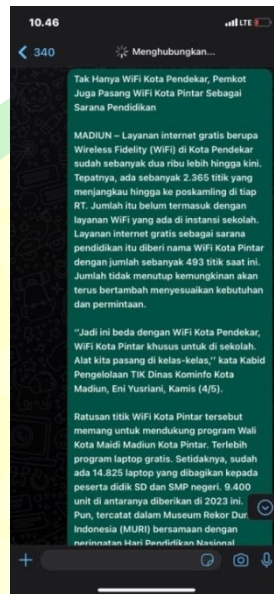 10.46
LTE
340
Menghubungkan...
Tak Hanya WiFi Kota Pendekar, Pemkot
Juga Pasang WiFi Kota Pintar Sebagai
Sarana Pendidikan
MADIUN – Layanan internet gratis berupa
Wireless Fidelity (WiFi) di Kota Pendekar
sudah sebanyak dua ribu lebih hingga kini.
Tepatnya, ada sebanyak 2.365 titik yang
menjangkau hingga ke poskamling di tiap
RT. Jumlah itu belum termasuk dengan
layanan WiFi yang ada di instansi sekolah.
Layanan internet gratis sebagai sarana
pendidikan itu diberi nama WiFi Kota Pintar
dengan jumlah sebanyak 493 titik saat ini.
Jumlah tidak menutup kemungkinan akan
terus bertambah menyesuaikan kebutuhan
dan permintaan.
‘’Jadi ini beda dengan WiFi Kota Pendekar,
WiFi Kota Pintar khusus untuk di sekolah.
Alat kita pasang di kelas-kelas,’’ kata Kabid
Pengelolaan TIK Dinas Kominfo Kota
Madiun, Eni Yusriani, Kamis (4/5).
Ratusan titik WiFi Kota Pintar tersebut
memang untuk mendukung program Wali
Kota Maidi Madiun Kota Pintar. Terlebih
program laptop gratis. Setidaknya, sudah
ada 14.825 laptop yang dibagikan kepada
peserta didik SD dan SMP negeri. 9.400
unit di antaranya diberikan di 2023 ini.
Pun, tercatat dalam Museum Rekor Dun
Indonesia (MURI) bersamaan dengan
peringatan Hari Pendidikan Nasional